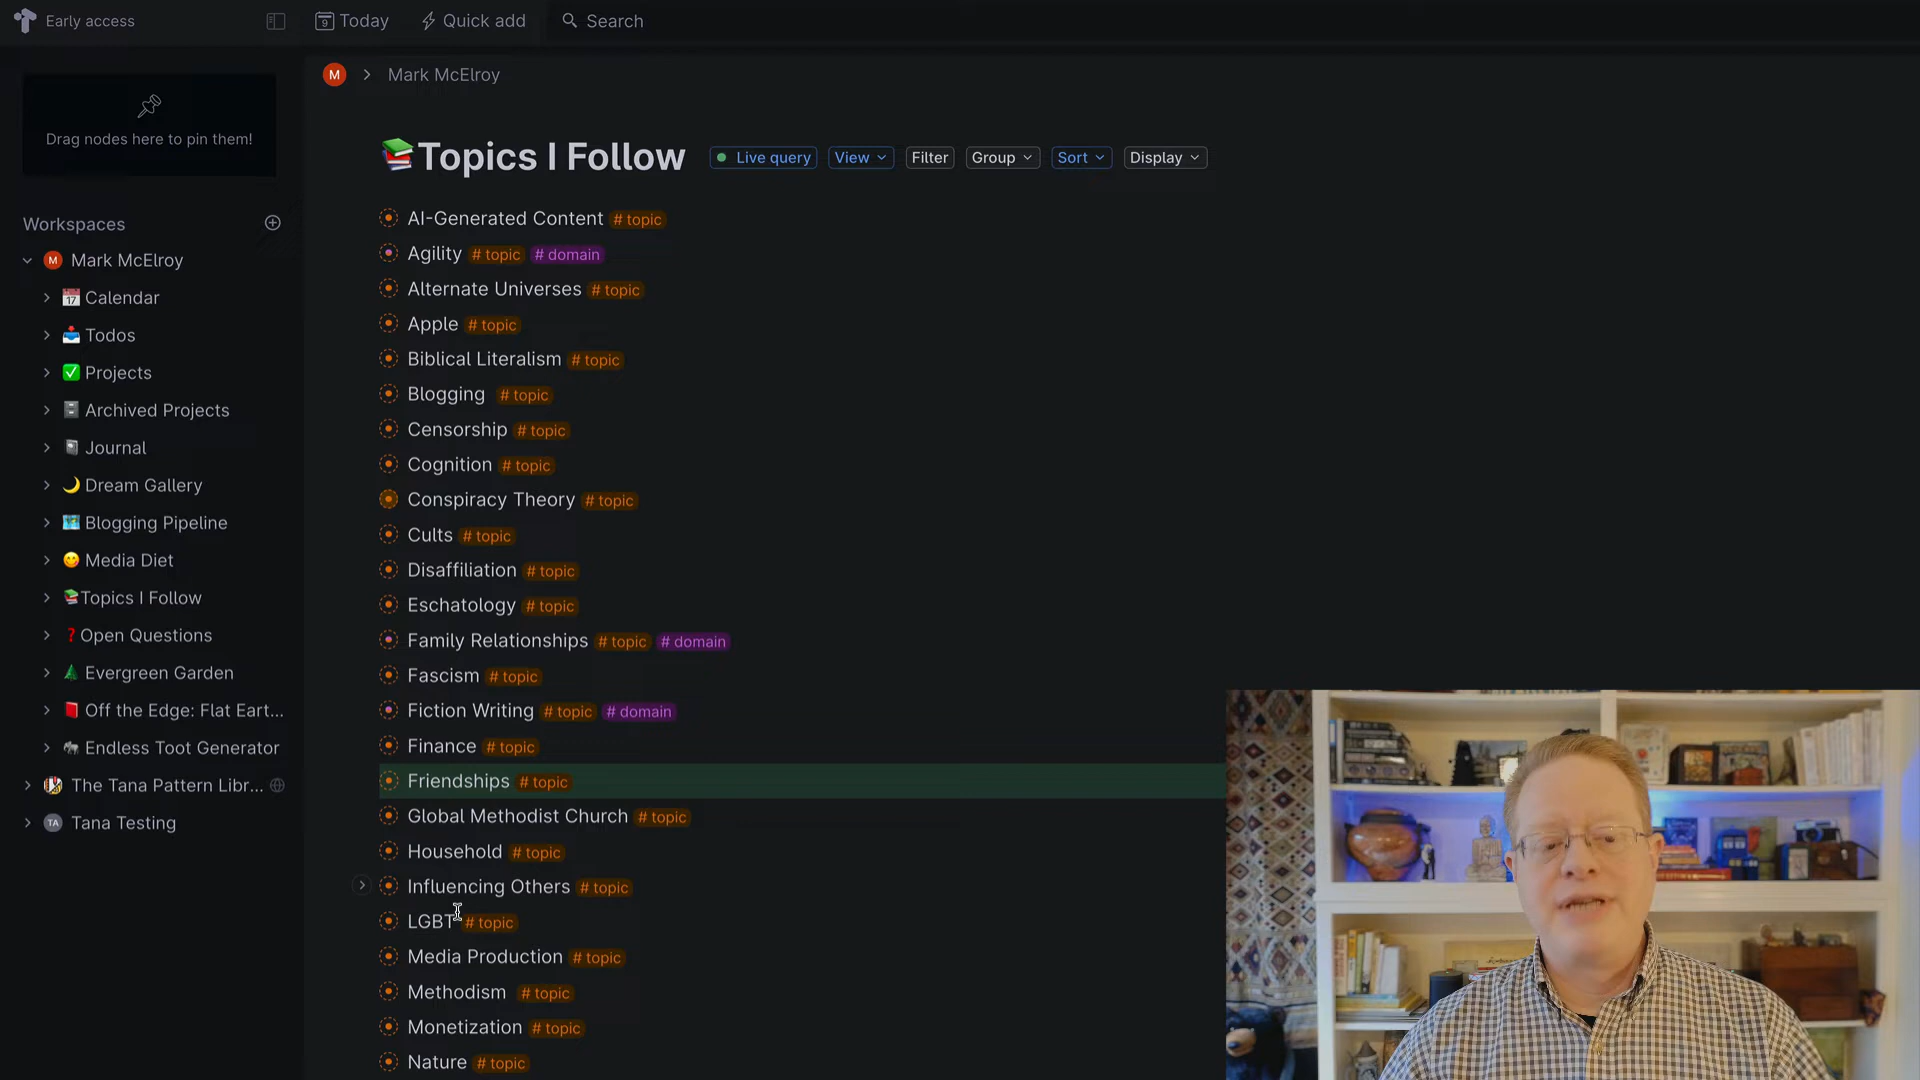 Early access
Today
Quick add
Search
M > Mark McElroy
Drag nodes here to pin them!
Topics I Follow
Live query
View
Filter
Group
Sort
Display
Workspaces
M Mark McElroy
Calendar
Todos
Projects
Archived Projects
Journal
Dream Gallery
Blogging Pipeline
Media Diet
Topics I Follow
Open Questions
Evergreen Garden
Off the Edge: Flat Eart...
Endless Toot Generator
The Tana Pattern Libr...
TA Tana Testing
AI-Generated Content # topic
Agility # topic # domain
Alternate Universes # topic
Apple # topic
Biblical Literalism # topic
Blogging # topic
Censorship # topic
Cognition # topic
Conspiracy Theory # topic
Cults # topic
Disaffiliation # topic
Eschatology # topic
Family Relationships # topic # domain
Fascism # topic
Fiction Writing # topic # domain
Finance # topic
Friendships # topic
Global Methodist Church # topic
Household # topic
Influencing Others # topic
LGBT # topic
Media Production # topic
Methodism # topic
Monetization # topic
Nature # topic